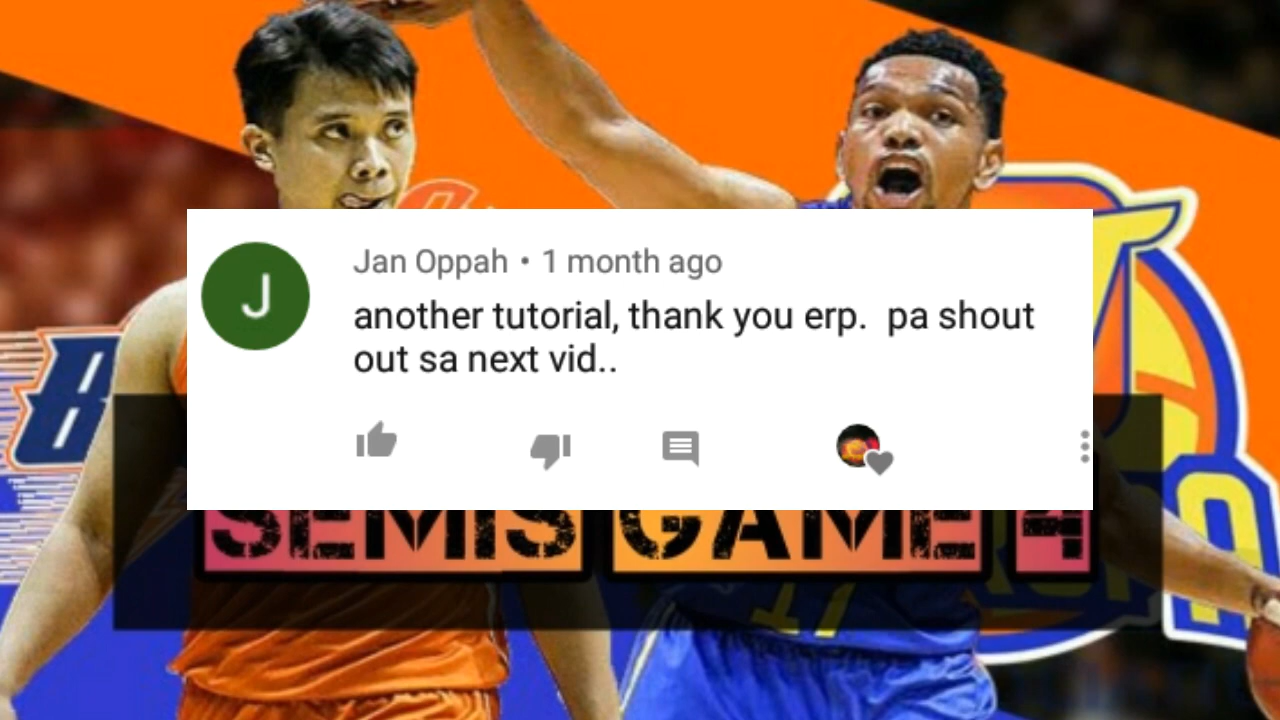 Jan Oppah • 1 month ago
another tutorial, thank you erp.  pa shout
out sa next vid..
J
SEMIS GAME 4
17